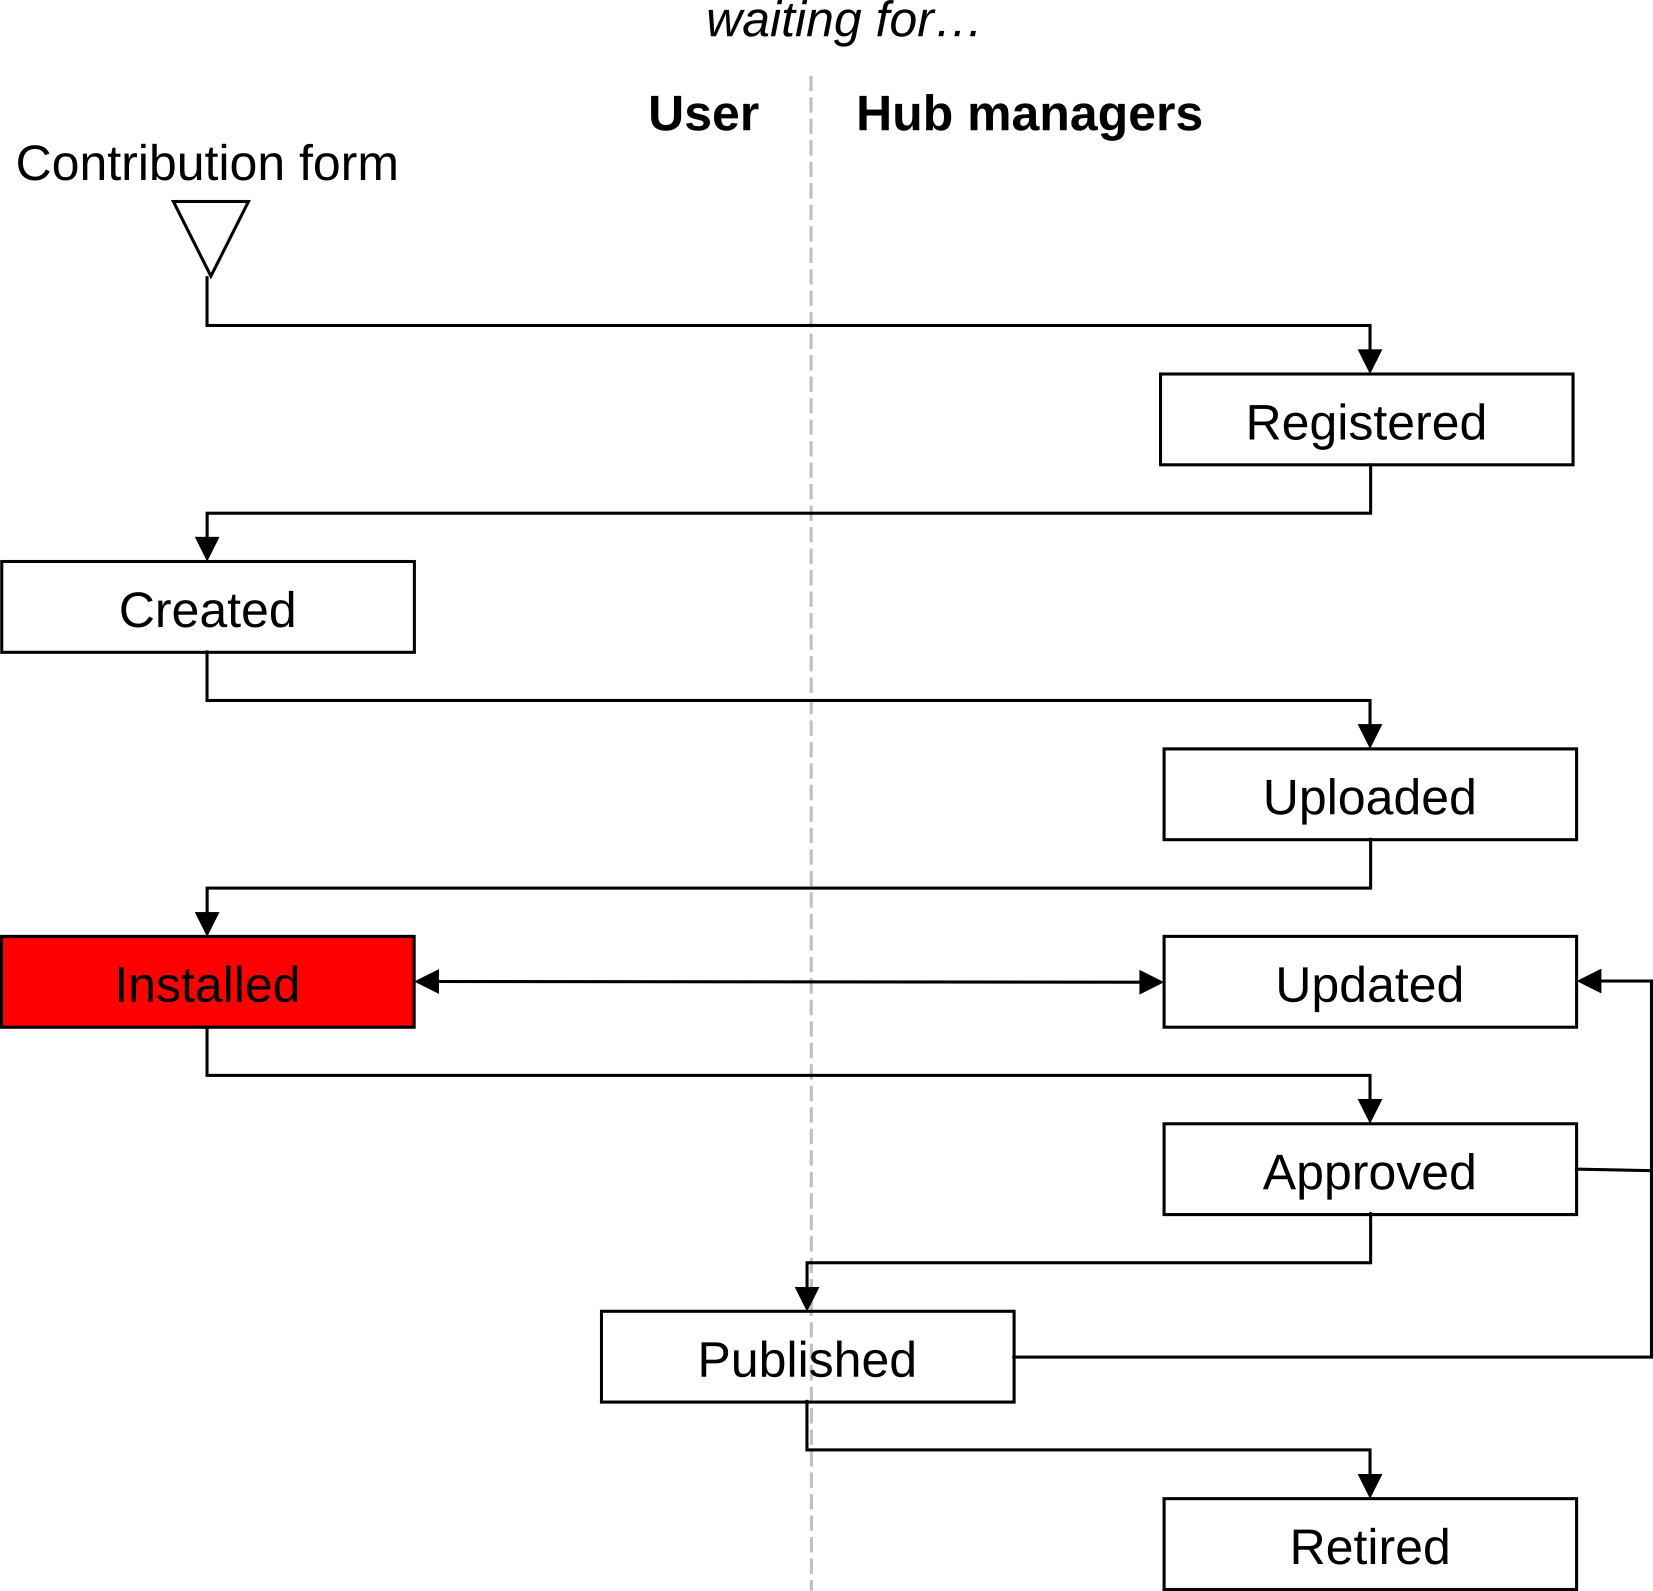 waiting for…
User
Hub managers
Contribution form
Registered
Created
Uploaded
Installed
Updated
Approved
Published
Retired